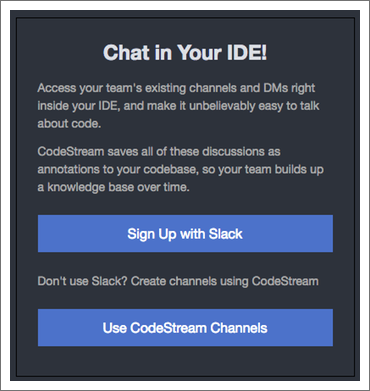 Chat in Your IDE!
Access your team's existing channels and DMs right
inside your IDE, and make it unbelievably easy to talk
about code.
CodeStream saves all of these discussions as
annotations to your codebase, so your team builds up
a knowledge base over time.
Sign Up with Slack
Don't use Slack? Create channels using CodeStream
Use CodeStream Channels